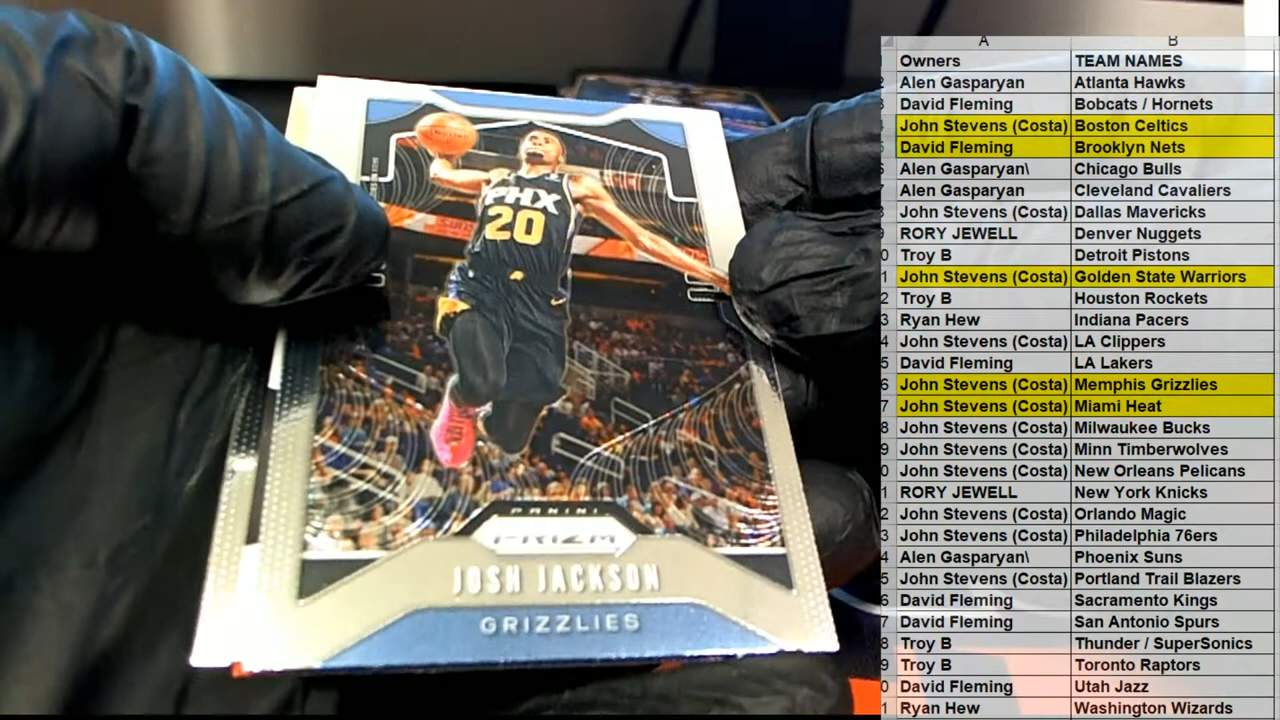 PHX
20
PANINI
PRIZM
JOSH JACKSON
GRIZZLIES
A B
Owners TEAM NAMES
Alen Gasparyan Atlanta Hawks
David Fleming Bobcats / Hornets
John Stevens (Costa) Boston Celtics
David Fleming Brooklyn Nets
Alen Gasparyan\ Chicago Bulls
Alen Gasparyan Cleveland Cavaliers
John Stevens (Costa) Dallas Mavericks
RORY JEWELL Denver Nuggets
Troy B Detroit Pistons
John Stevens (Costa) Golden State Warriors
Troy B Houston Rockets
Ryan Hew Indiana Pacers
John Stevens (Costa) LA Clippers
David Fleming LA Lakers
John Stevens (Costa) Memphis Grizzlies
John Stevens (Costa) Miami Heat
John Stevens (Costa) Milwaukee Bucks
John Stevens (Costa) Minn Timberwolves
John Stevens (Costa) New Orleans Pelicans
RORY JEWELL New York Knicks
John Stevens (Costa) Orlando Magic
John Stevens (Costa) Philadelphia 76ers
Alen Gasparyan\ Phoenix Suns
John Stevens (Costa) Portland Trail Blazers
David Fleming Sacramento Kings
David Fleming San Antonio Spurs
Troy B Thunder / SuperSonics
Troy B Toronto Raptors
David Fleming Utah Jazz
Ryan Hew Washington Wizards